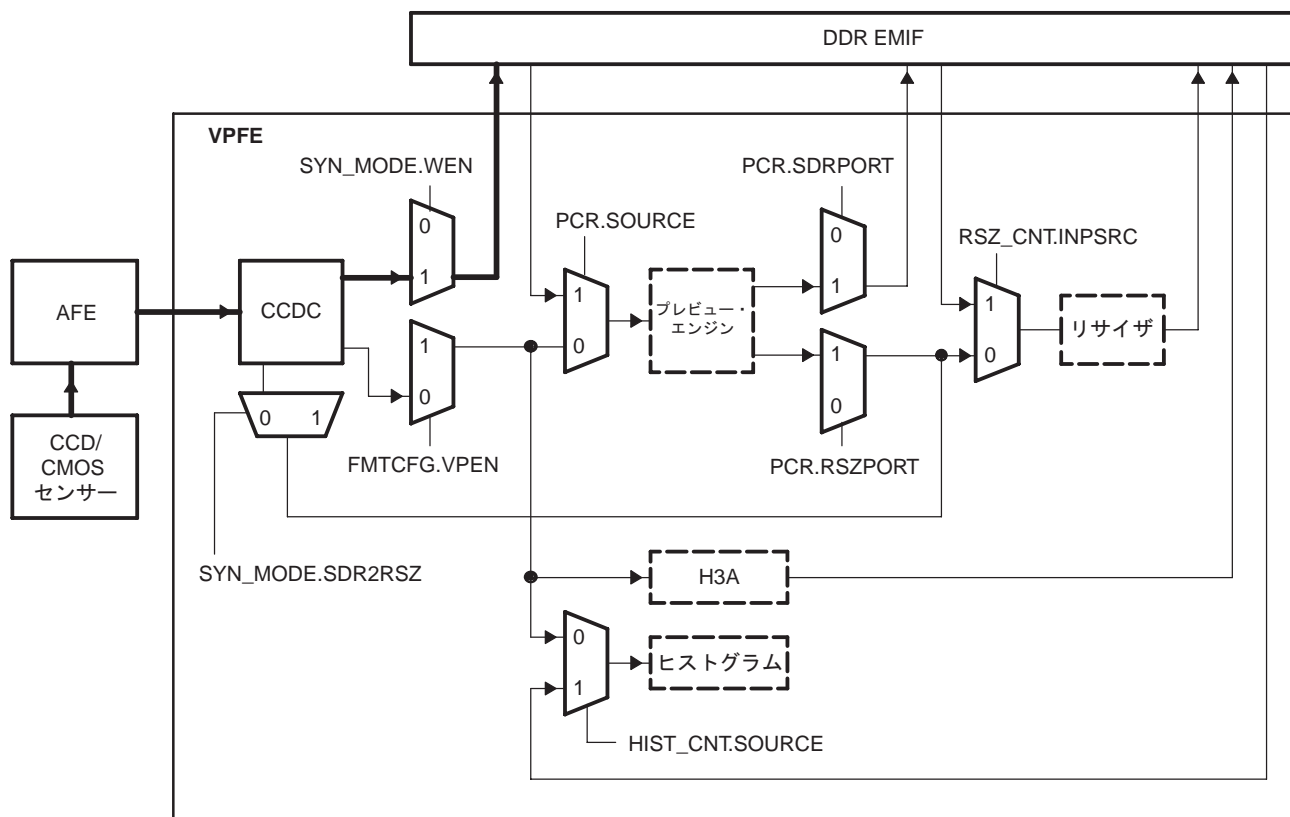 DDR EMIF
VPFE
SYN_MODE.WEN
0
1
PCR.SOURCE
1
0
PCR.SDRPORT
0
1
RSZ_CNT.INPSRC
1
0
AFE
CCDC
プレビュー・
エンジン
リサイザ
1
0
FMTCFG.VPEN
1
0
PCR.RSZPORT
0 1
CCD/
CMOS
センサー
SYN_MODE.SDR2RSZ
H3A
0
1
ヒストグラム
HIST_CNT.SOURCE